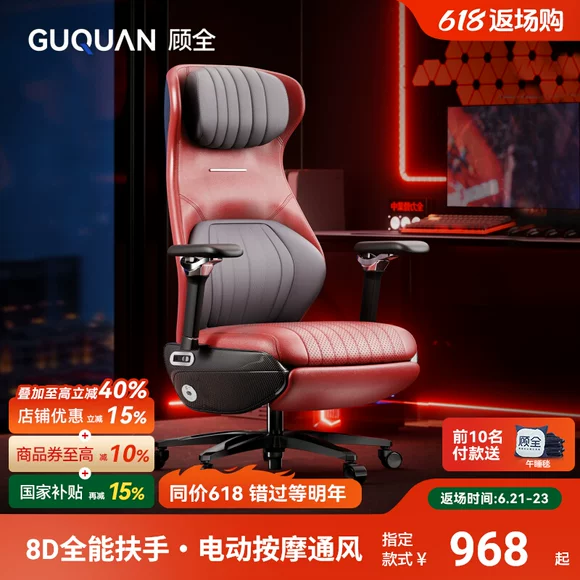 GUQUAN 顾全
618 返场购
叠加至高立减40%
店铺优惠 立减 15%
+
商品券至高 减 10%
+
国家补贴 再减 15%
前10名
付款送
顾全
午睡毯
同价618 错过等明年
返场时间:6.21-23
8D全能扶手·电动按摩通风
指定
款式¥ 968 起